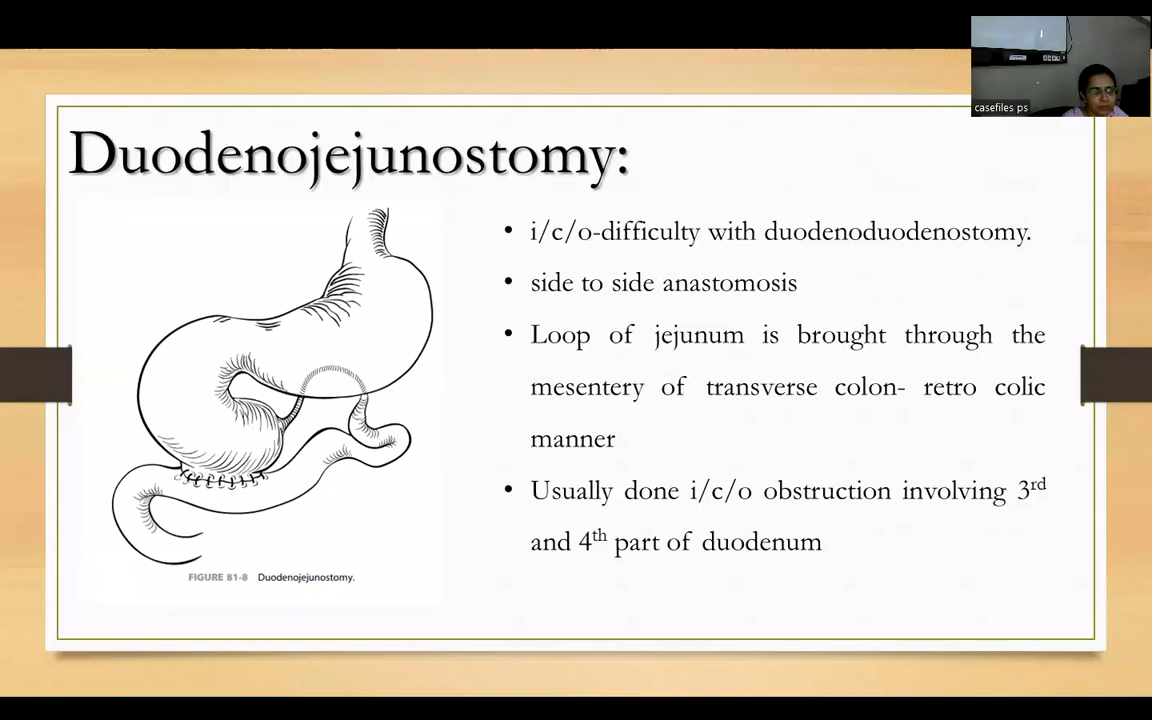 casefiles ps
Duodenojejunostomy:
• i/c/o-difficulty with duodenoduodenostomy.
• side to side anastomosis
• Loop of jejunum is brought through the
mesentery of transverse colon- retro colic
manner
• Usually done i/c/o obstruction involving 3rd
and 4th part of duodenum
FIGURE 81-8 Duodenojejunostomy.